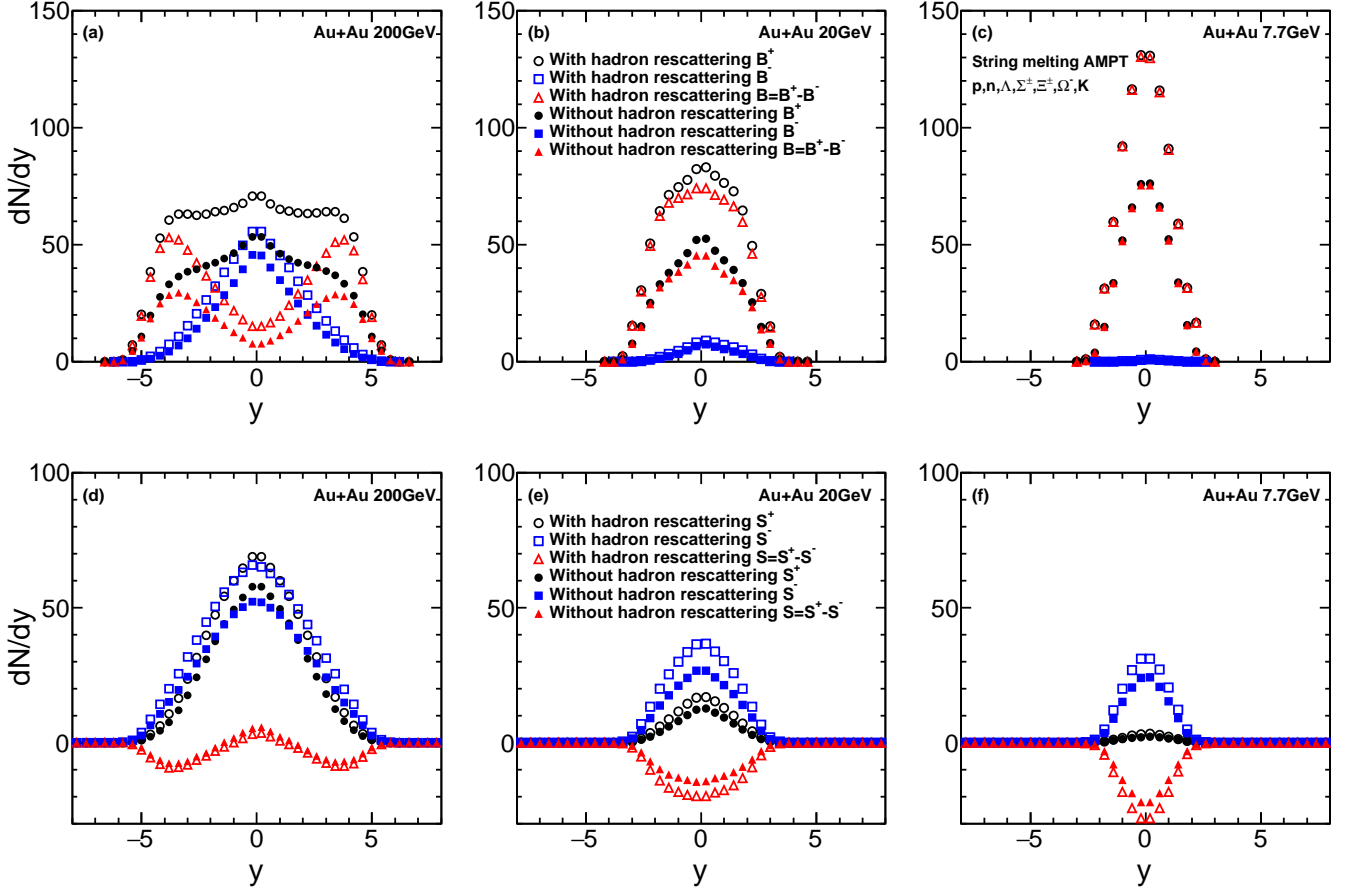 150
100
50
0
dN/dy
(a)
Au+Au 200GeV
−5
0
5
y
150
100
50
0
(b)
Au+Au 20GeV
With hadron rescattering B⁺
With hadron rescattering B⁻
With hadron rescattering B=B⁺-B⁻
Without hadron rescattering B⁺
Without hadron rescattering B⁻
Without hadron rescattering B=B⁺-B⁻
−5
0
5
y
150
100
50
0
(c)
Au+Au 7.7GeV
String melting AMPT
p,n,Λ,Σ±,Ξ±,Ω⁻,K
−5
0
5
y
100
50
0
dN/dy
(d)
Au+Au 200GeV
−5
0
5
y
100
50
0
(e)
Au+Au 20GeV
With hadron rescattering S⁺
With hadron rescattering S⁻
With hadron rescattering S=S⁺-S⁻
Without hadron rescattering S⁺
Without hadron rescattering S⁻
Without hadron rescattering S=S⁺-S⁻
−5
0
5
y
100
50
0
(f)
Au+Au 7.7GeV
−5
0
5
y